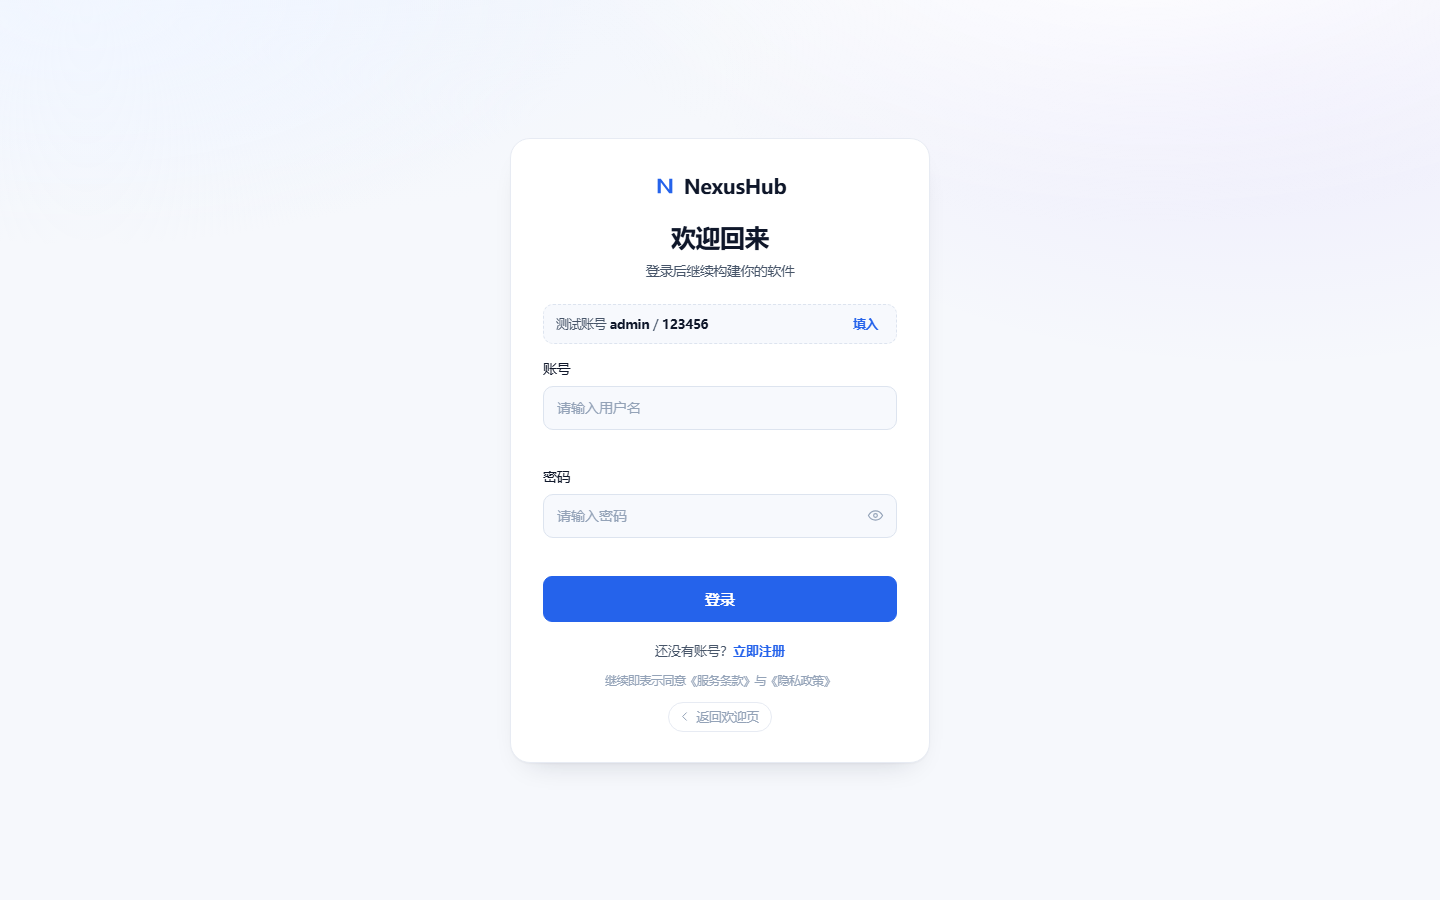 N NexusHub
欢迎回来
登录后继续构建你的软件
测试账号 admin / 123456 填入
账号
请输入用户名
密码
请输入密码
登录
还没有账号？立即注册
继续即表示同意《服务条款》与《隐私政策》
返回欢迎页